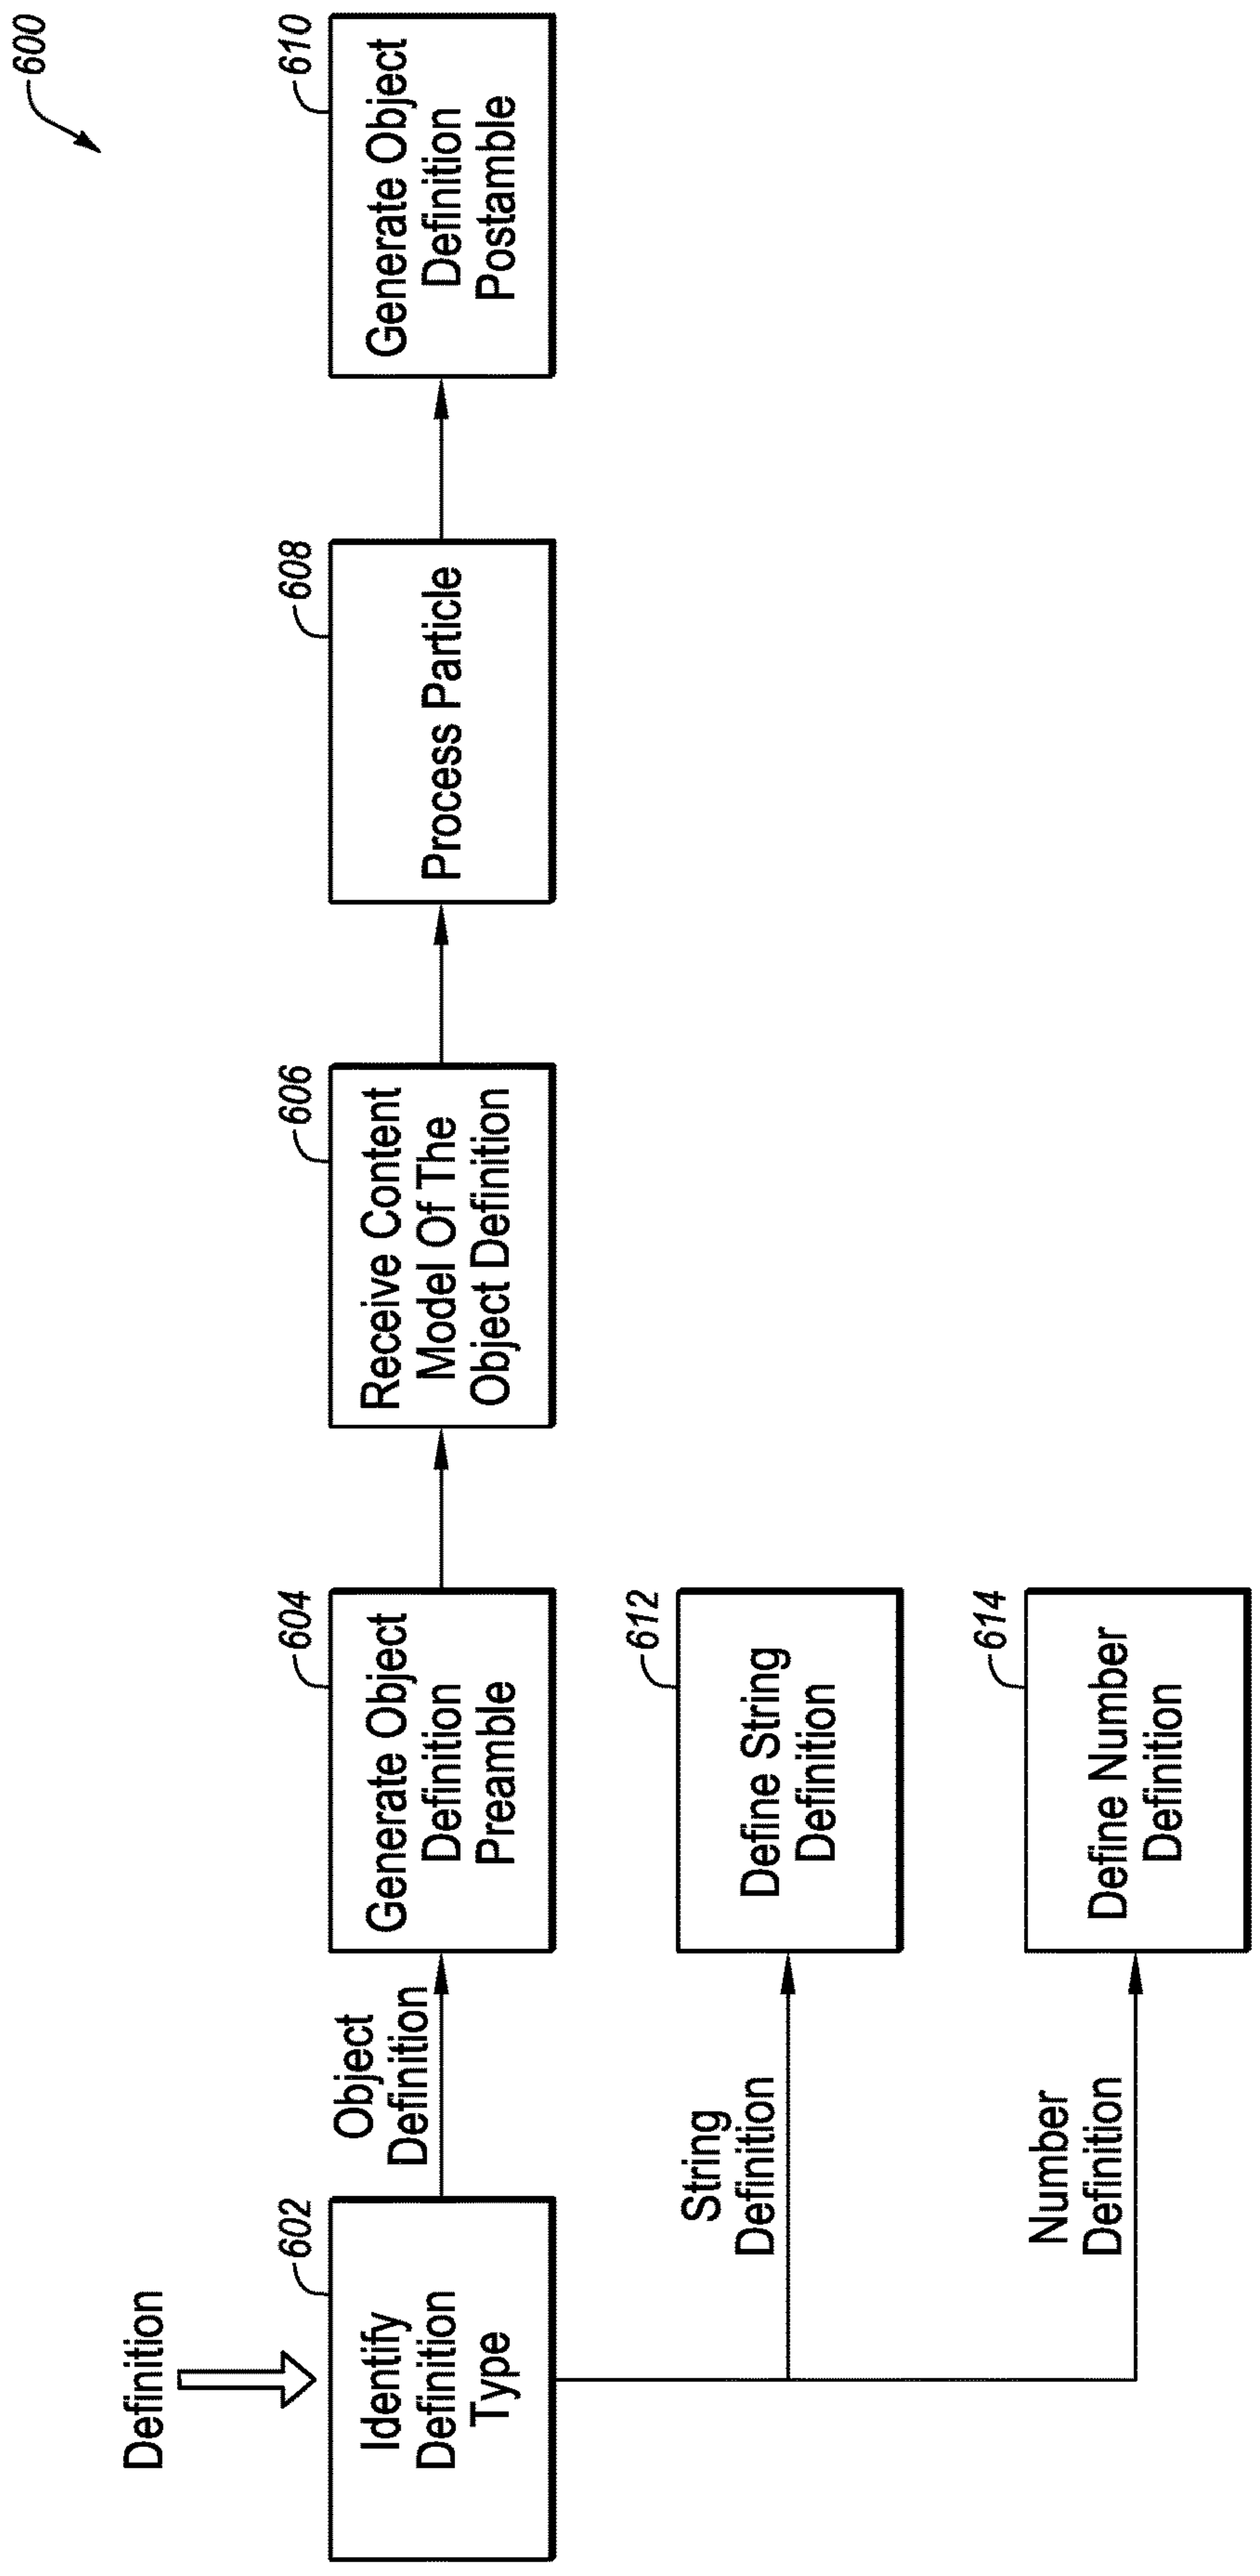 600
Definition
602
Identify
Definition
Type
Object
Definition
604
Generate Object
Definition
Preamble
606
Receive Content
Model Of The
Object Definition
608
Process Particle
610
Generate Object
Definition
Postamble
String
Definition
612
Define String
Definition
Number
Definition
614
Define Number
Definition